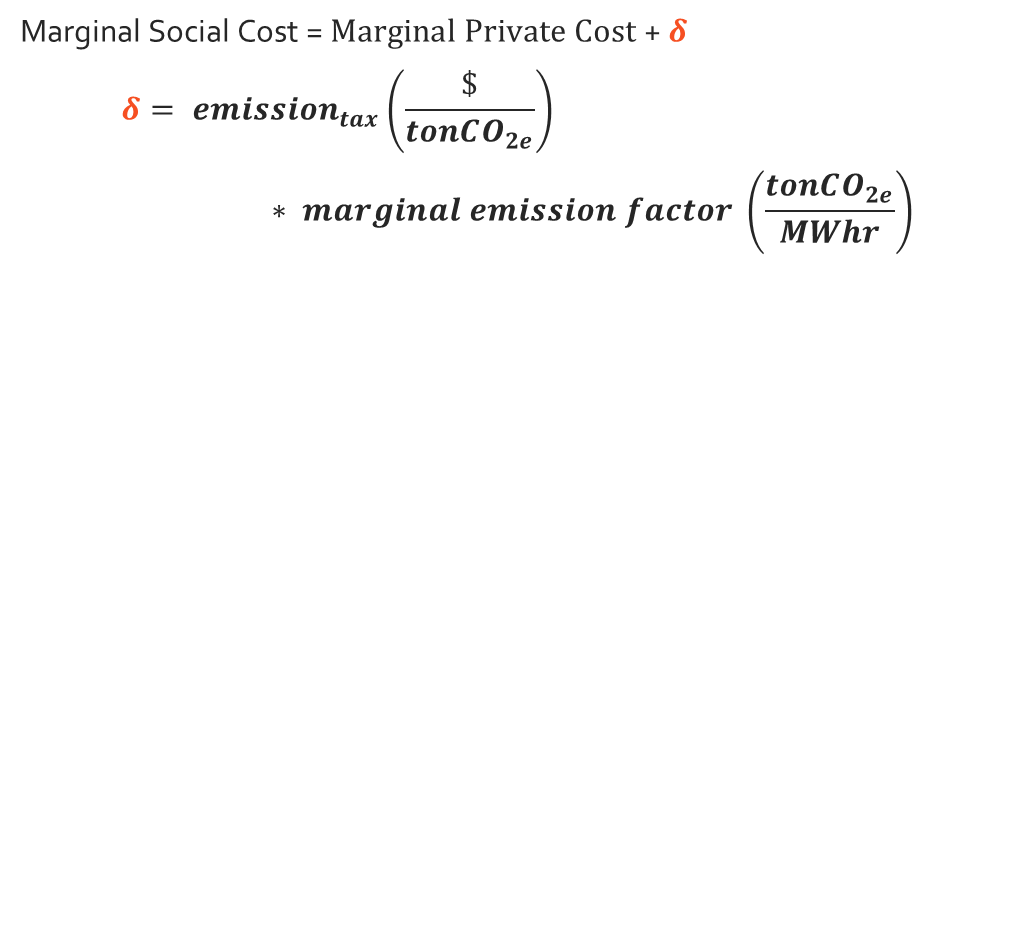 Marginal Social Cost = Marginal Private Cost + δ
δ = emission_tax ($/tonCO_2e)
* marginal emission factor (tonCO_2e/MWhr)